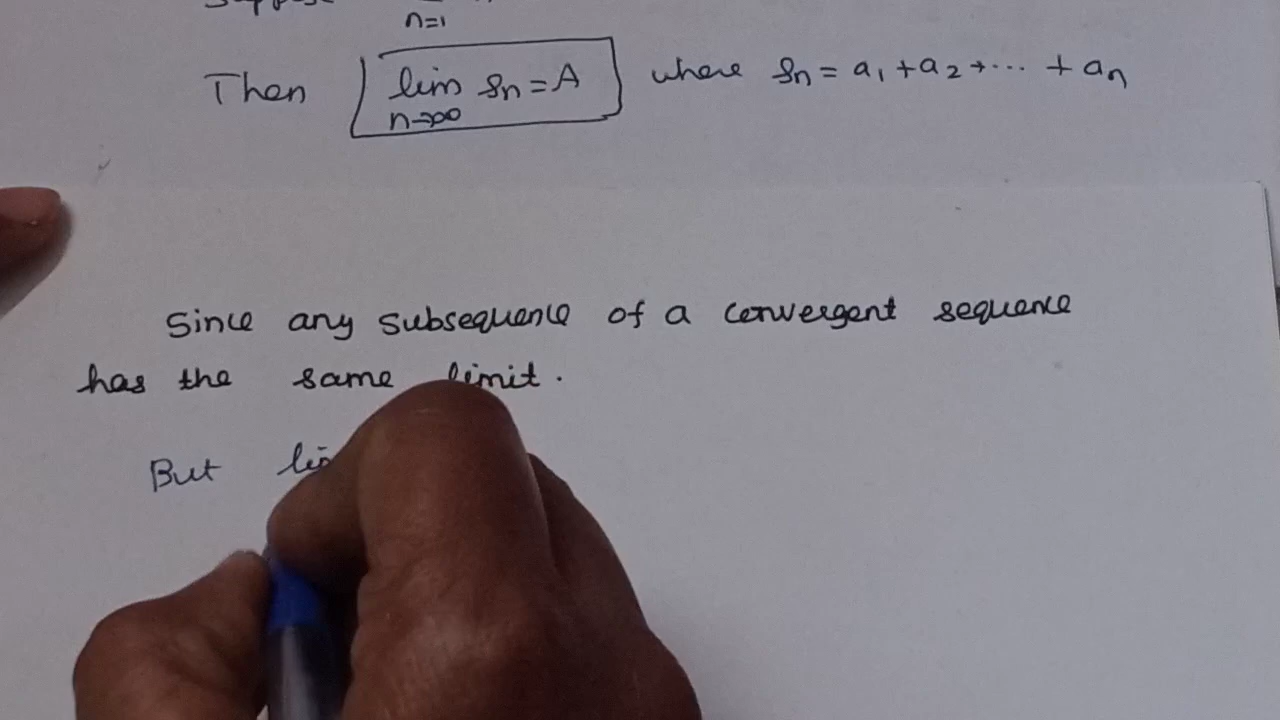 n=1
Then lim sn = A where sn = a1 + a2 + ... + an
n→∞
Since any subsequence of a convergent sequence
has the same limit.
But